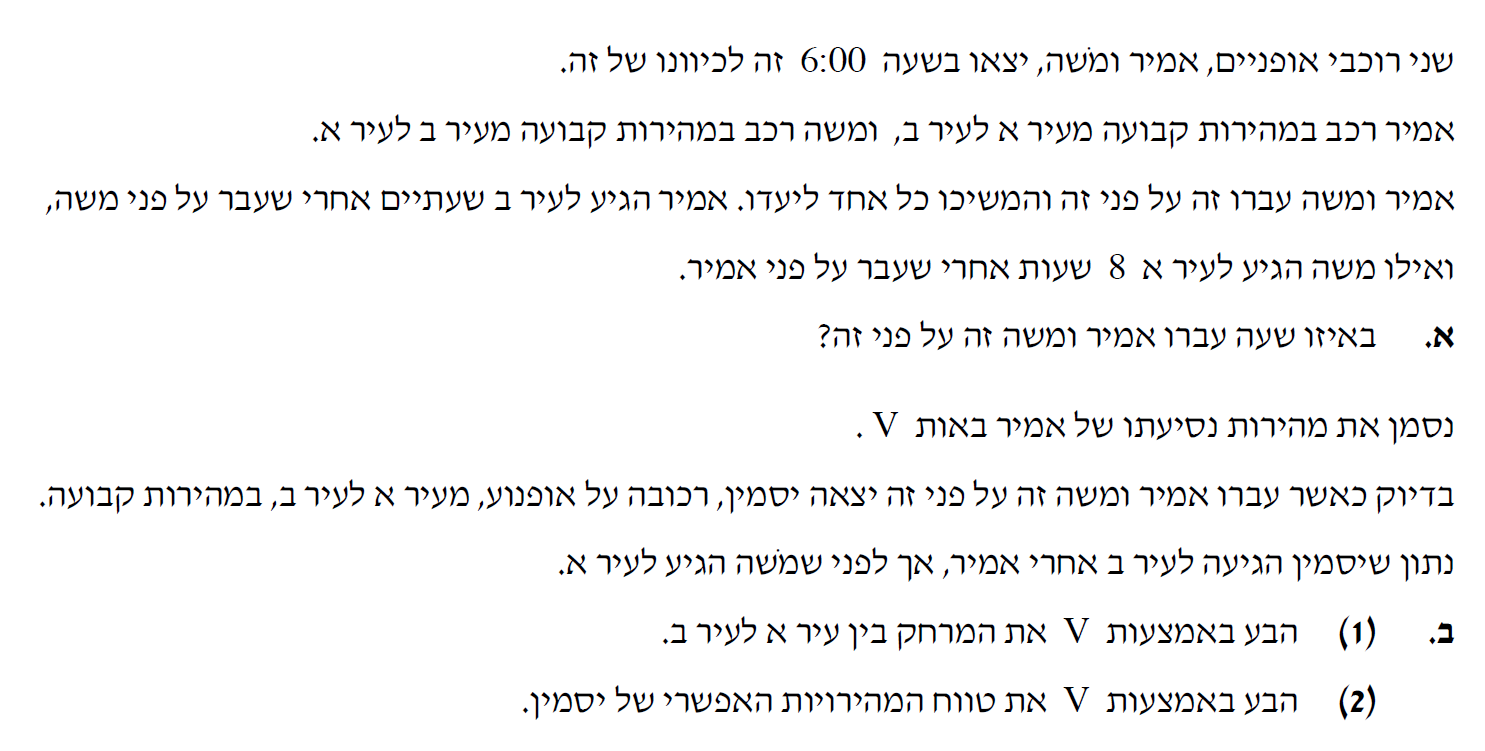 שני רוכבי אופניים, אמיר ומשה, יצאו בשעה 6:00 זה לכיוונו של זה.
אמיר רכב במהירות קבועה מעיר א לעיר ב, ומשה רכב במהירות קבועה מעיר ב לעיר א.
אמיר ומשה עברו זה על פני זה והמשיכו כל אחד ליעדו. אמיר הגיע לעיר ב שעתיים אחרי שעבר על פני משה,
ואילו משה הגיע לעיר א 8 שעות אחרי שעבר על פני אמיר.
א. באיזו שעה עברו אמיר ומשה זה על פני זה?
נסמן את מהירות נסיעתו של אמיר באות V .
בדיוק כאשר עברו אמיר ומשה זה על פני זה יצאה יסמין, רכובה על אופנוע, מעיר א לעיר ב, במהירות קבועה.
נתון שיסמין הגיעה לעיר ב אחרי אמיר, אך לפני שמשה הגיע לעיר א.
ב. (1) הבע באמצעות V את המרחק בין עיר א לעיר ב.
(2) הבע באמצעות V את טווח המהירויות האפשרי של יסמין.